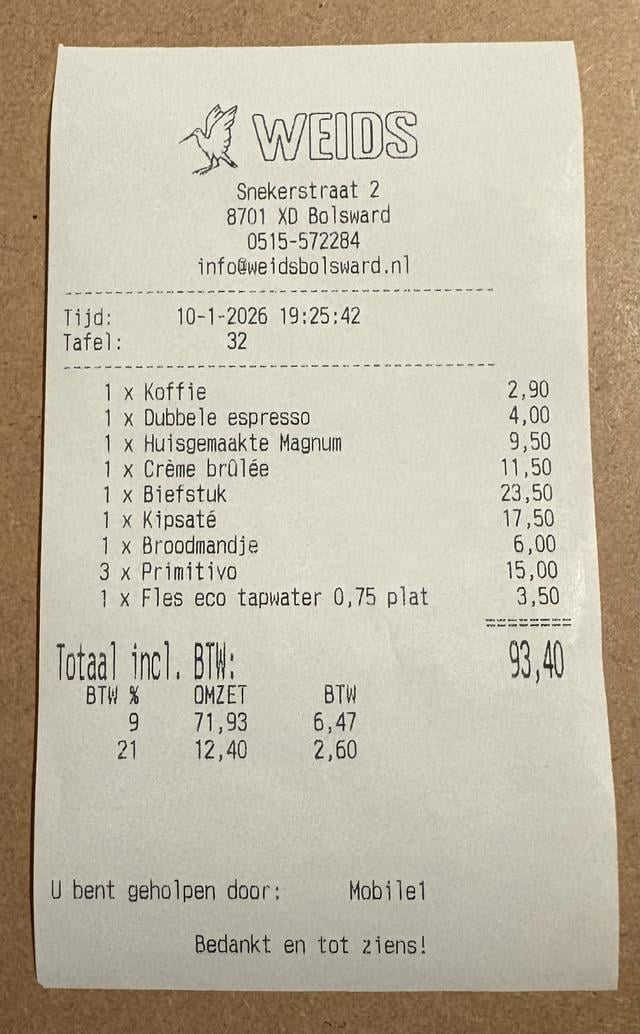 WEIDS
Snekerstraat 2
8701 XD Bolsward
0515-572284
info@weidsbolsward.nl
Tijd: 10-1-2026 19:25:42
Tafel: 32
1 x Koffie 2,90
1 x Dubbele espresso 4,00
1 x Huisgemaakte Magnum 9,50
1 x Crème brûlée 11,50
1 x Biefstuk 23,50
1 x Kipsaté 17,50
1 x Broodmandje 6,00
3 x Primitivo 15,00
1 x Fles eco tapwater 0,75 plat 3,50
Totaal incl. BTW: 93,40
BTW % OMZET BTW
9 71,93 6,47
21 12,40 2,60
U bent geholpen door: Mobile1
Bedankt en tot ziens!